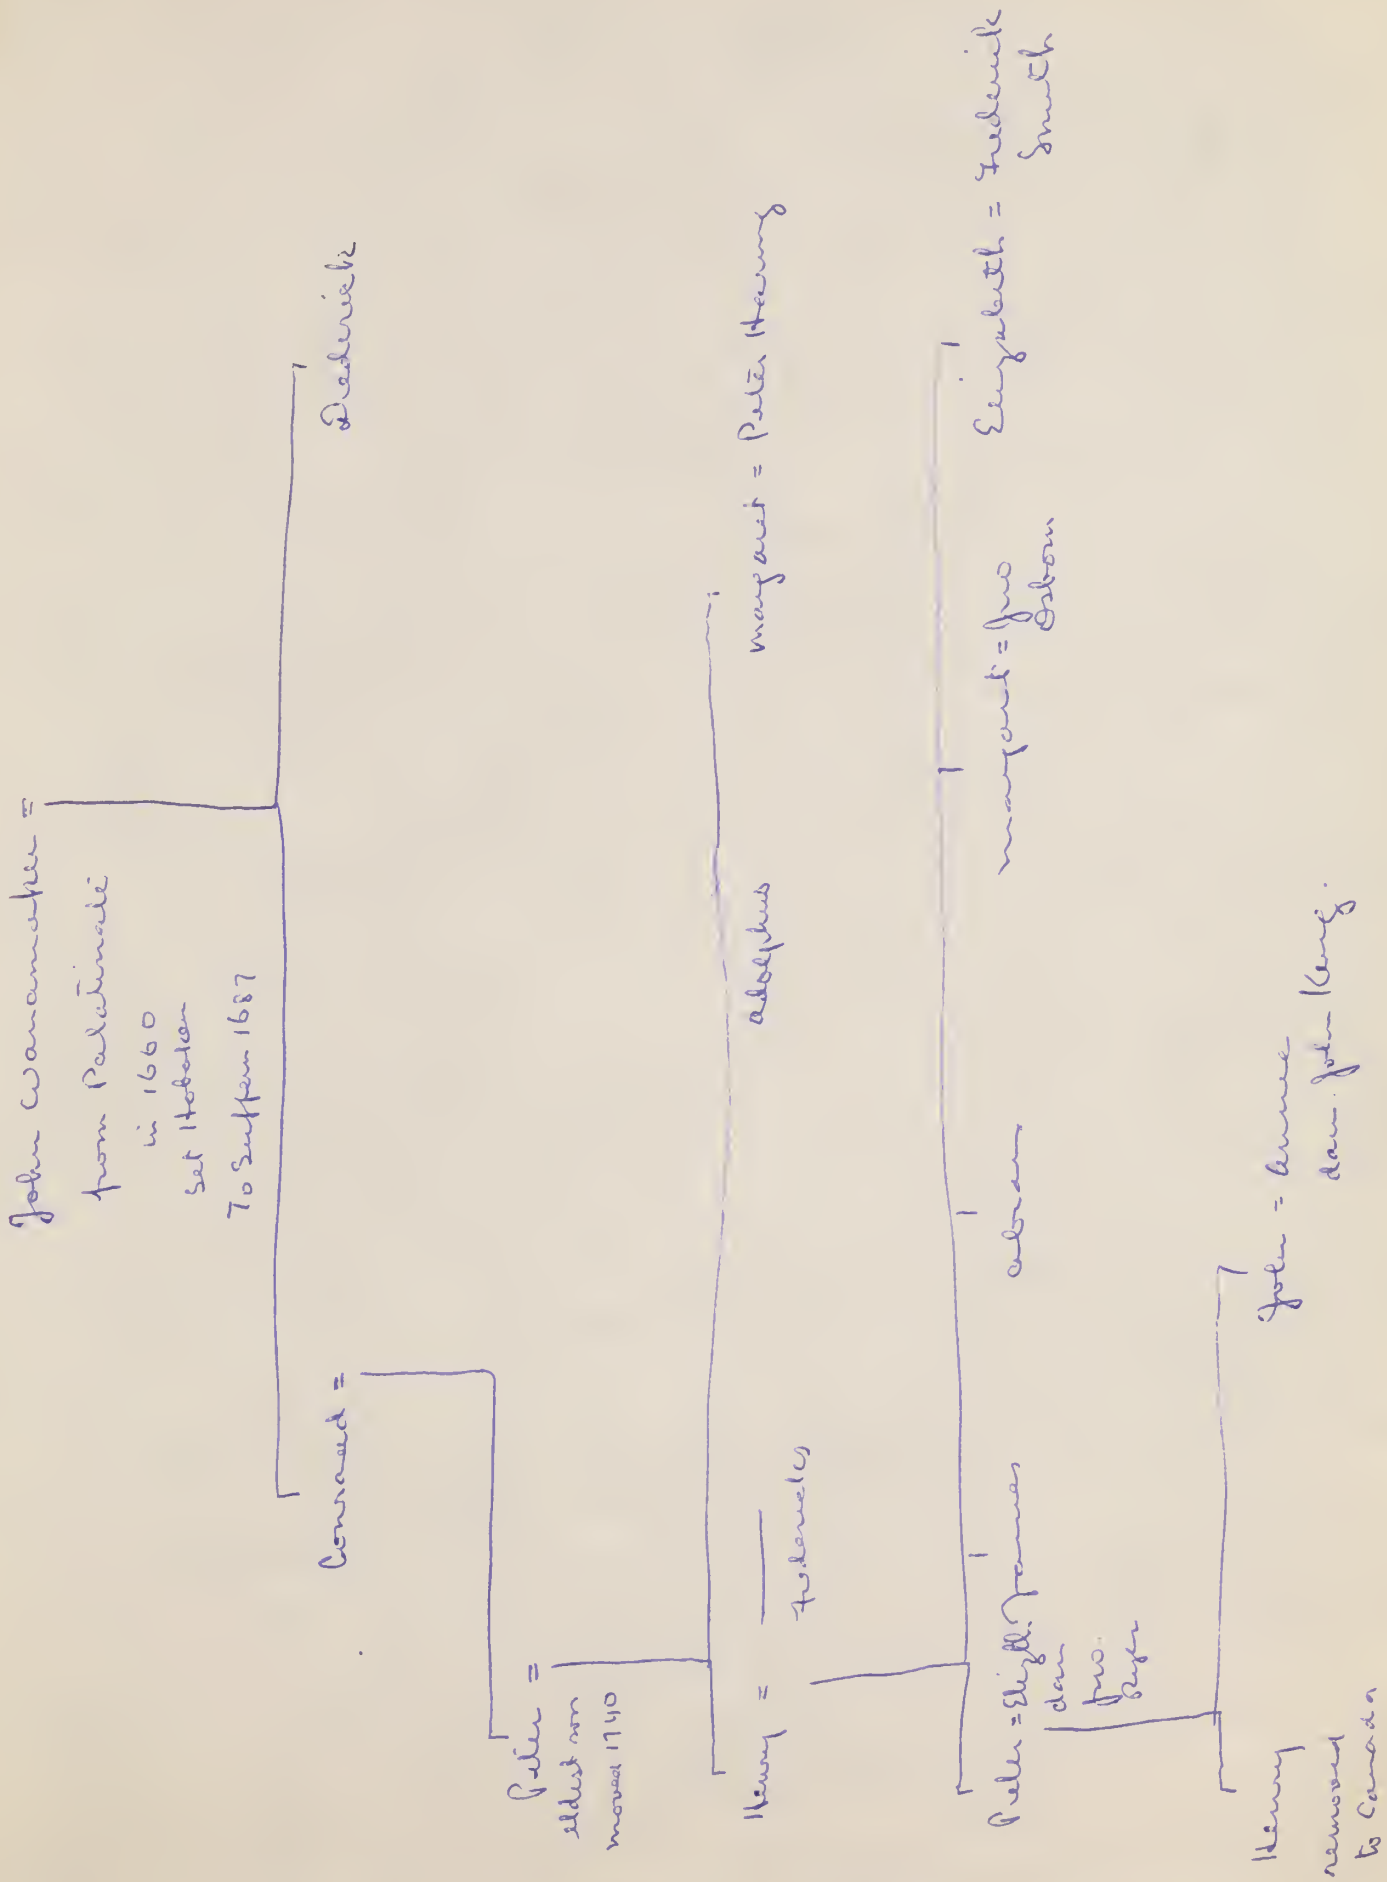 John Wanamaker =
from Palatinate
in 1660
set Hoboken
To Suffern 1687
Conraed =
Dederick
Peter =
eldest son
moved 1740
Henry =
adolphus
margaret = Peter Haring
Peter = Elizth.
dau
Jno.
James
abram
margaret = Jno
Osborn
Elizabeth = Frederick
Smith
Henry
removed
to Canada
John = Anne
dau. John King.